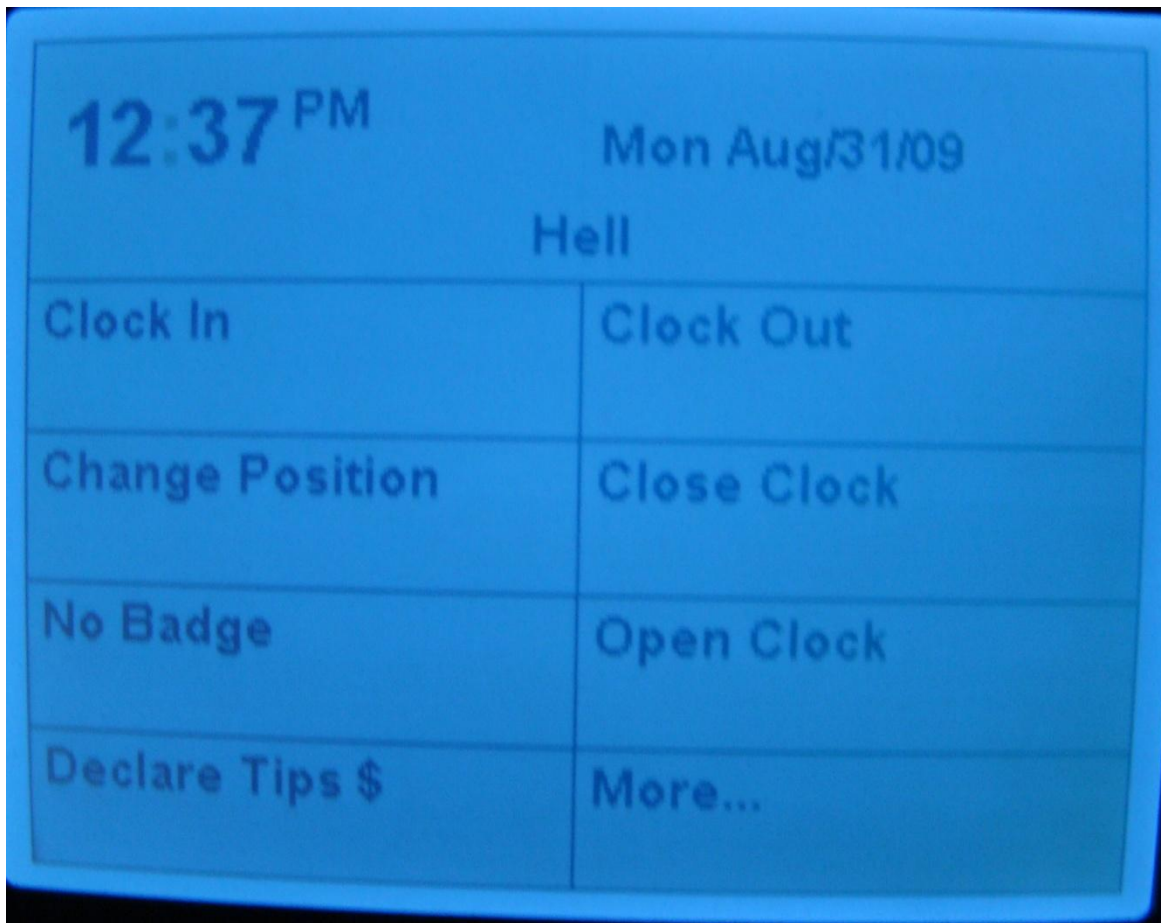 12:37 PM
Mon Aug/31/09
Hell
Clock In
Clock Out
Change Position
Close Clock
No Badge
Open Clock
Declare Tips $
More...